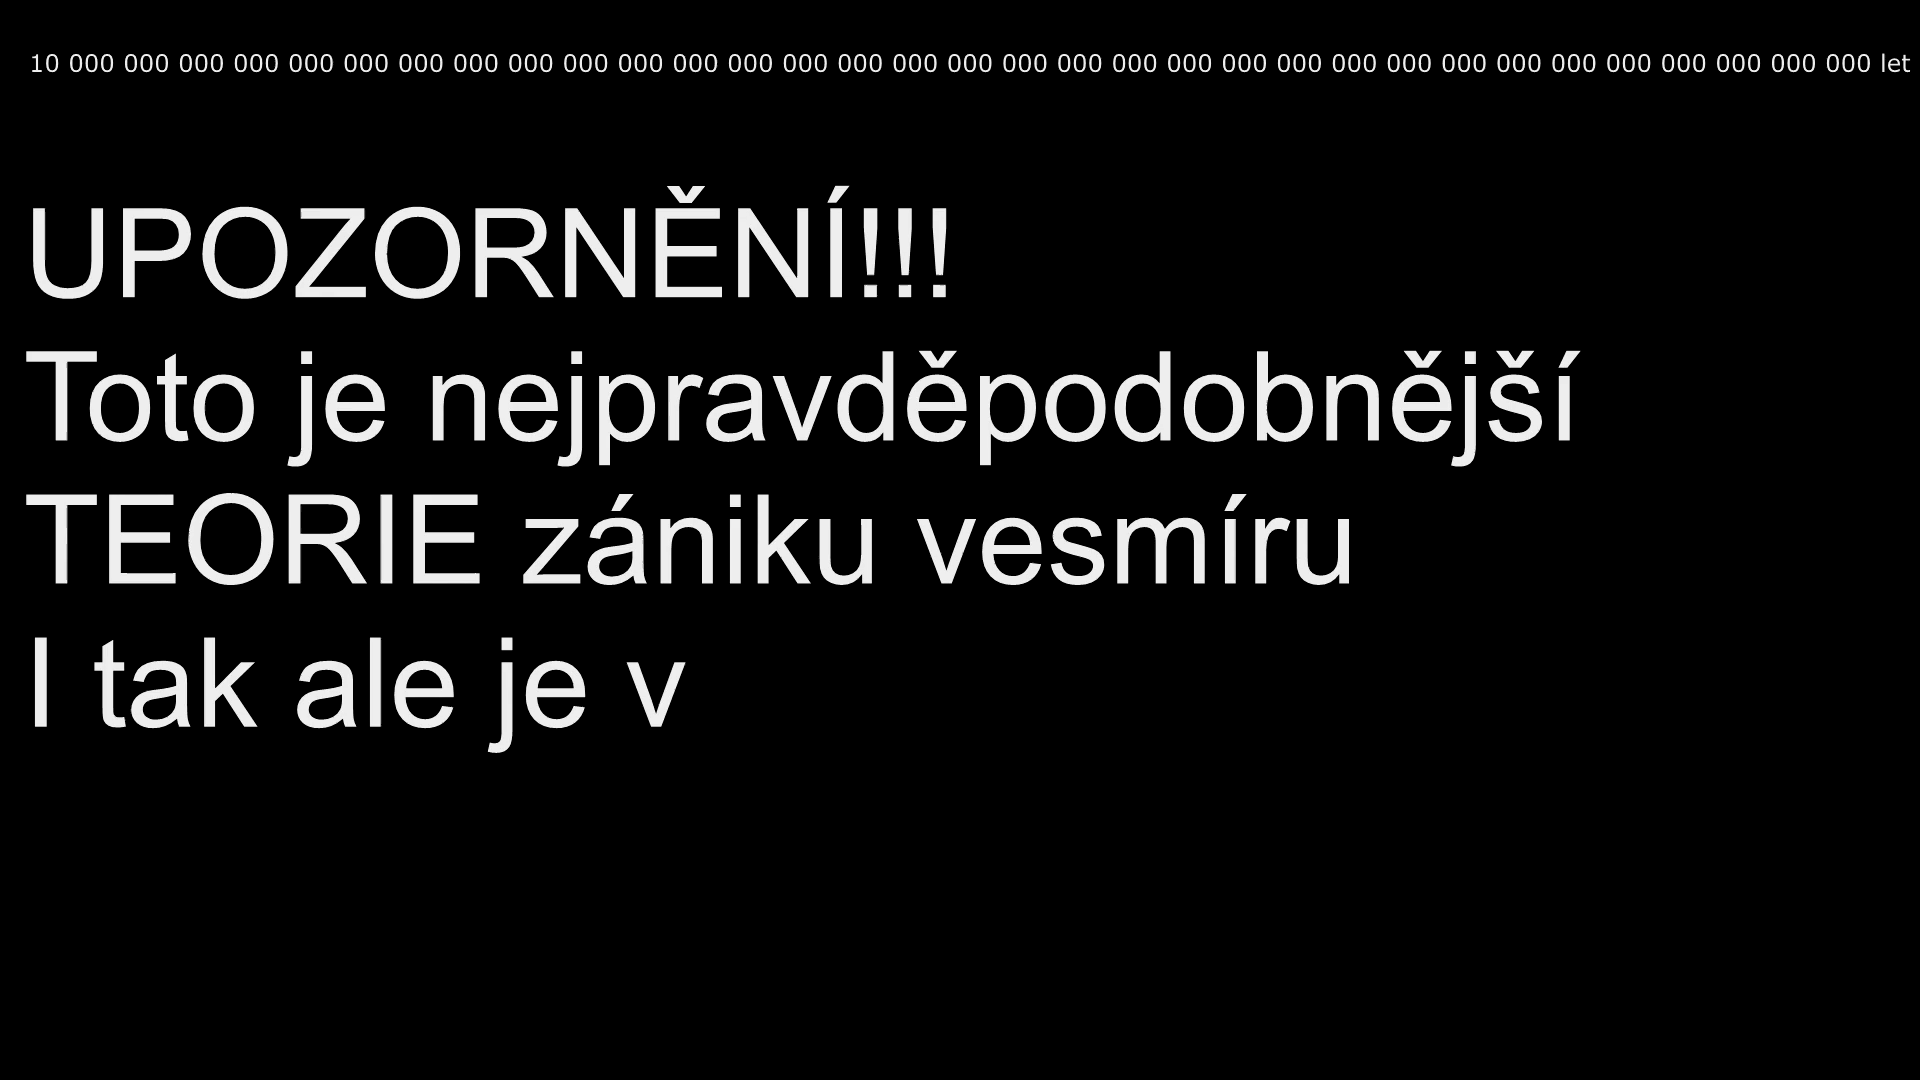 10 000 000 000 000 000 000 000 000 000 000 000 000 000 000 000 000 000 000 000 000 000 000 000 000 000 000 000 000 000 000 000 000 let
UPOZORNĚNÍ!!!
Toto je nejpravděpodobnější
TEORIE zániku vesmíru
I tak ale je v